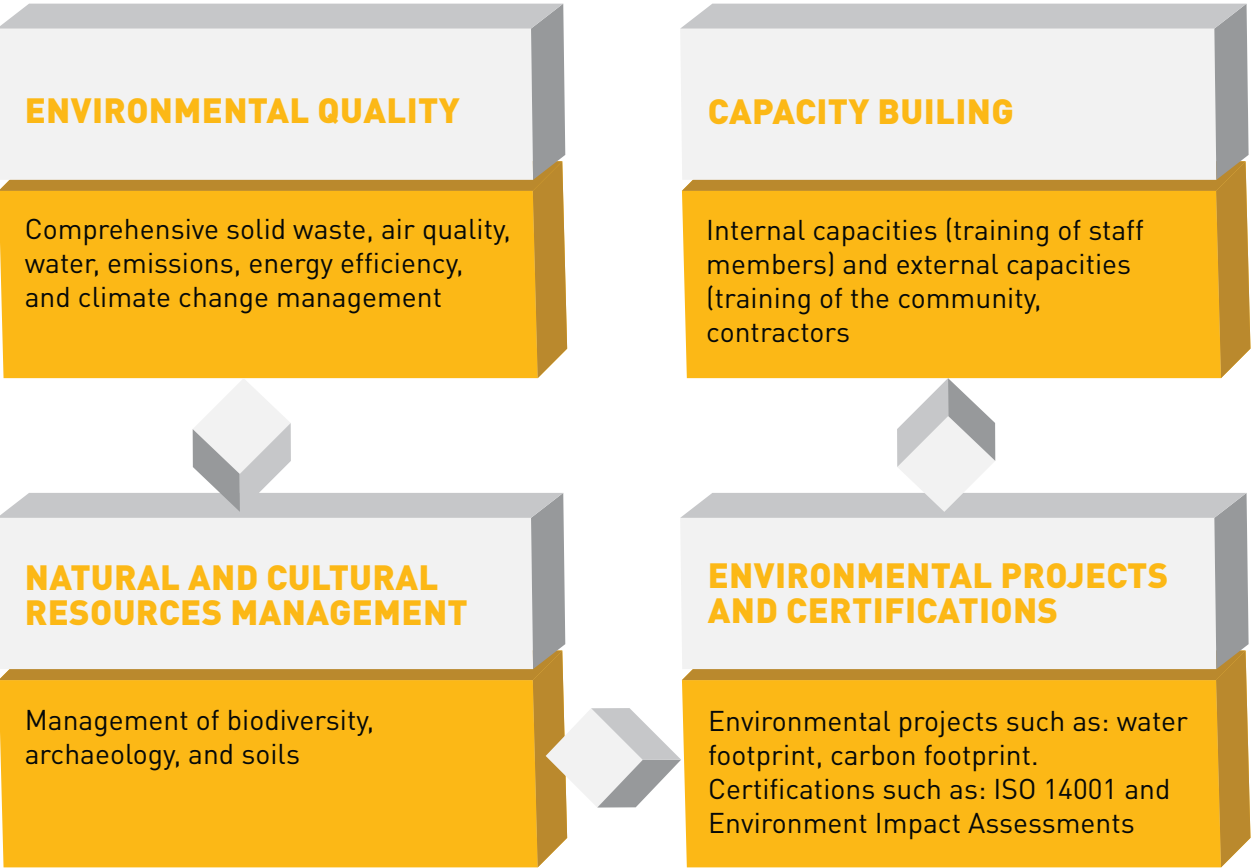 ENVIRONMENTAL QUALITY
Comprehensive solid waste, air quality,
water, emissions, energy efficiency,
and climate change management
CAPACITY BUILING
Internal capacities (training of staff
members) and external capacities
(training of the community,
contractors
NATURAL AND CULTURAL
RESOURCES MANAGEMENT
Management of biodiversity,
archaeology, and soils
ENVIRONMENTAL PROJECTS
AND CERTIFICATIONS
Environmental projects such as: water
footprint, carbon footprint.
Certifications such as: ISO 14001 and
Environment Impact Assessments